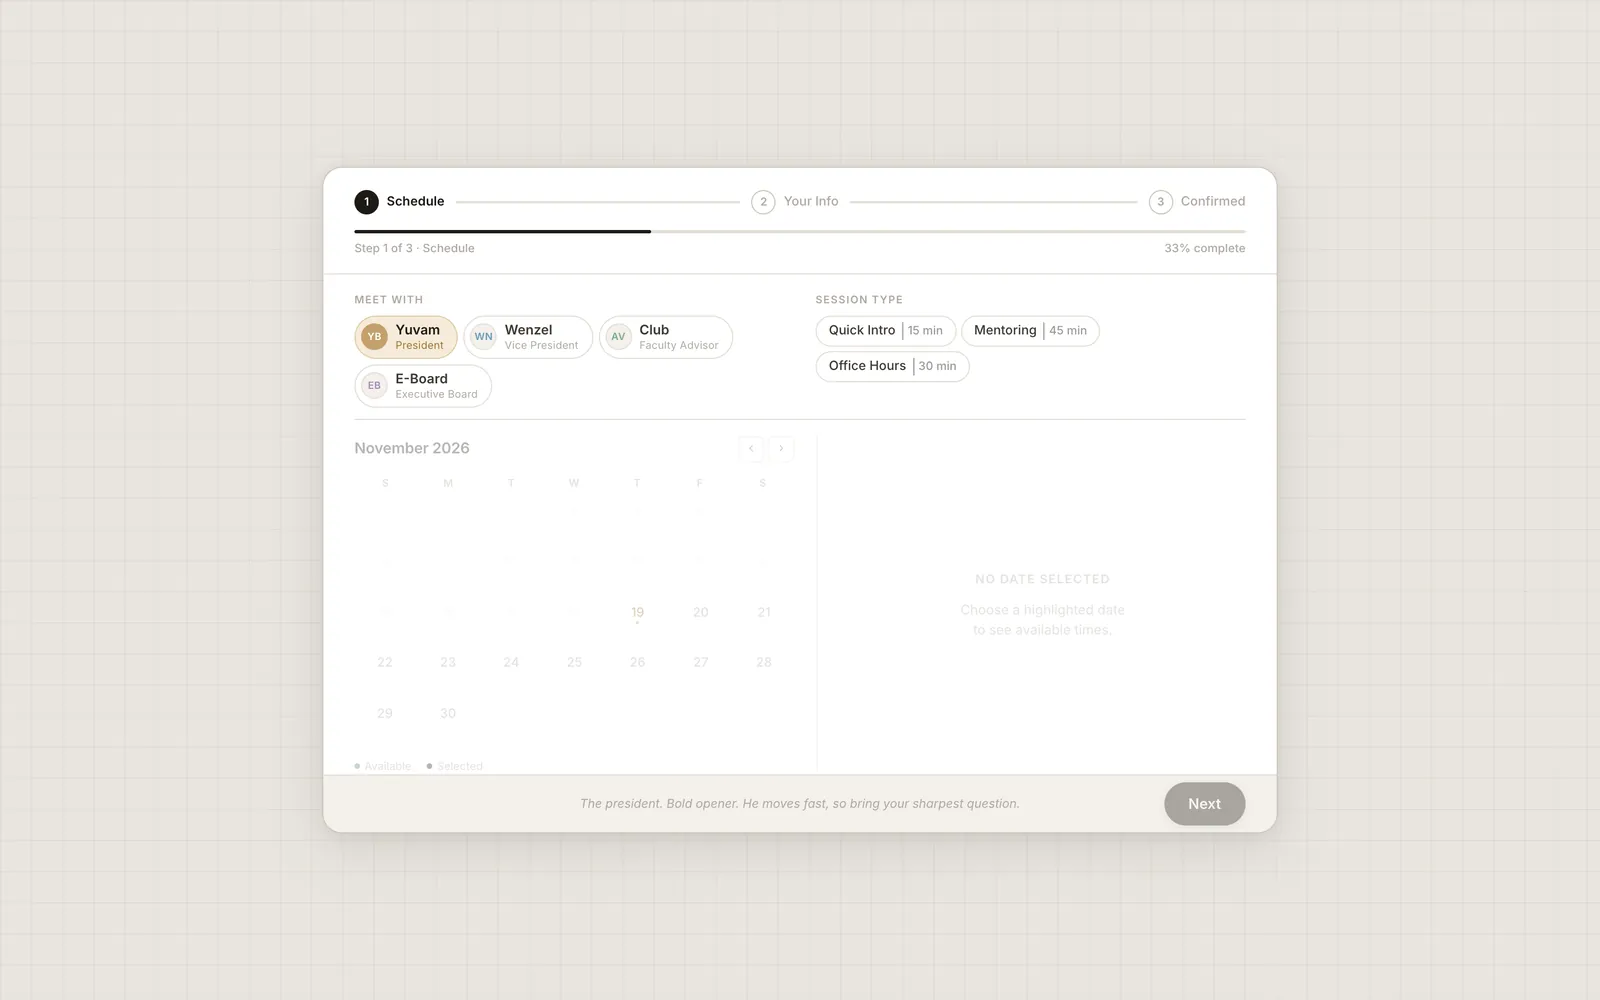 1 Schedule 2 Your Info 3 Confirmed
Step 1 of 3 · Schedule 33% complete
MEET WITH
YB Yuvam
President
WN Wenzel
Vice President
AV Club
Faculty Advisor
EB E-Board
Executive Board
SESSION TYPE
Quick Intro | 15 min
Mentoring | 45 min
Office Hours | 30 min
November 2026 ‹ ›
S M T W T F S
19 20 21
22 23 24 25 26 27 28
29 30
Available Selected
NO DATE SELECTED
Choose a highlighted date
to see available times.
The president. Bold opener. He moves fast, so bring your sharpest question.
Next